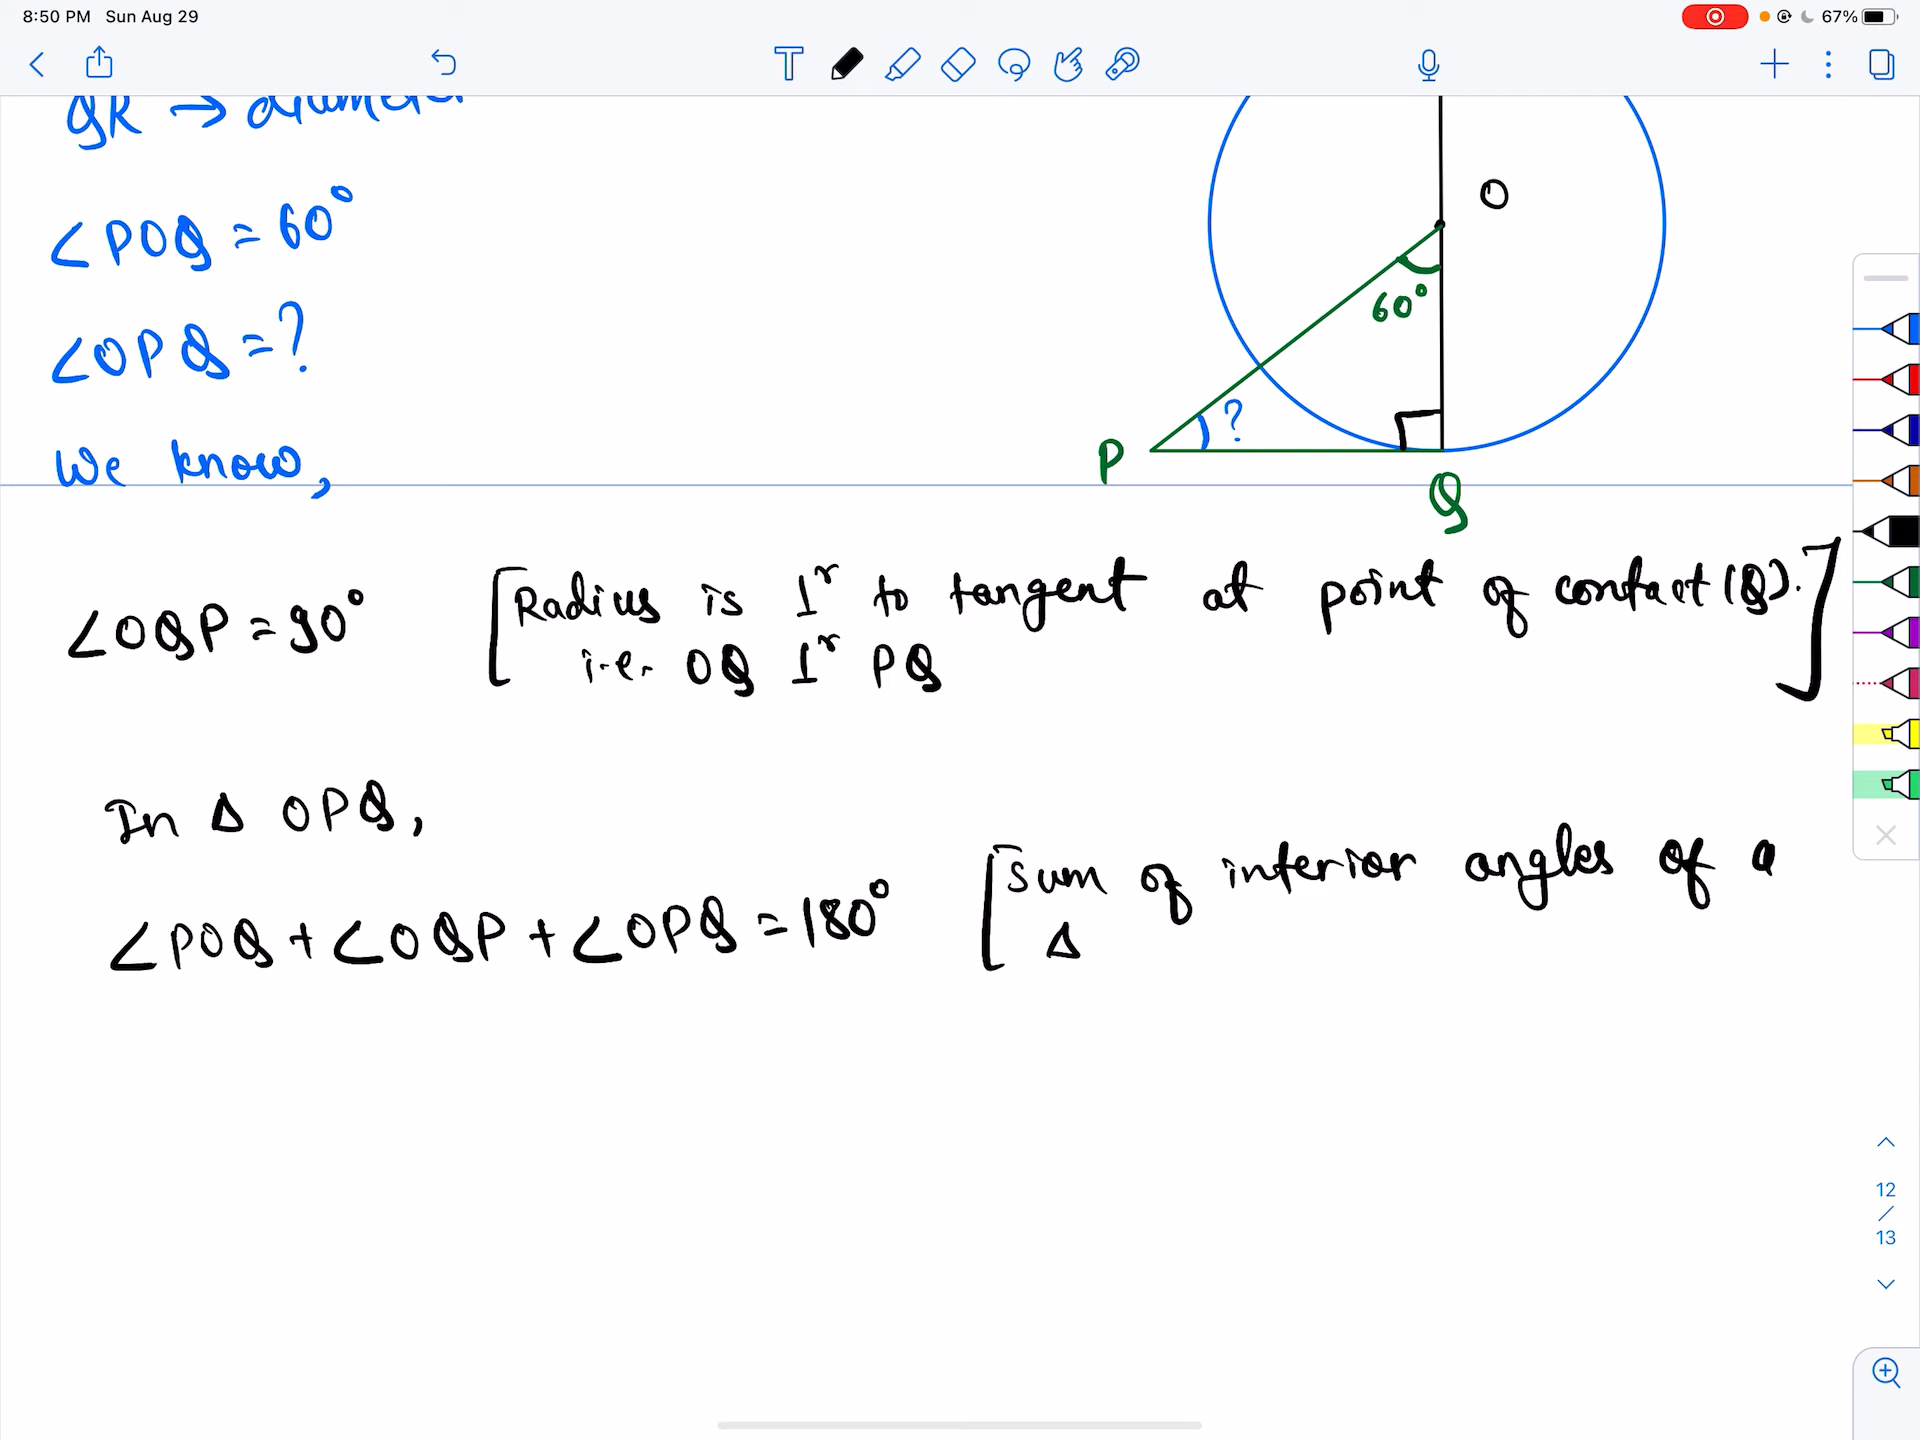 8:50 PM Sun Aug 29
67%
QR → diameter
∠POQ = 60°
∠OPQ = ?
We know,
O
60°
?
P
Q
∠OQP = 90° [Radius is ⊥ʳ to tangent at point of contact (Q).
i.e. OQ ⊥ʳ PQ]
In Δ OPQ,
∠POQ + ∠OQP + ∠OPQ = 180° [Sum of interior angles of a
Δ
12
/
13